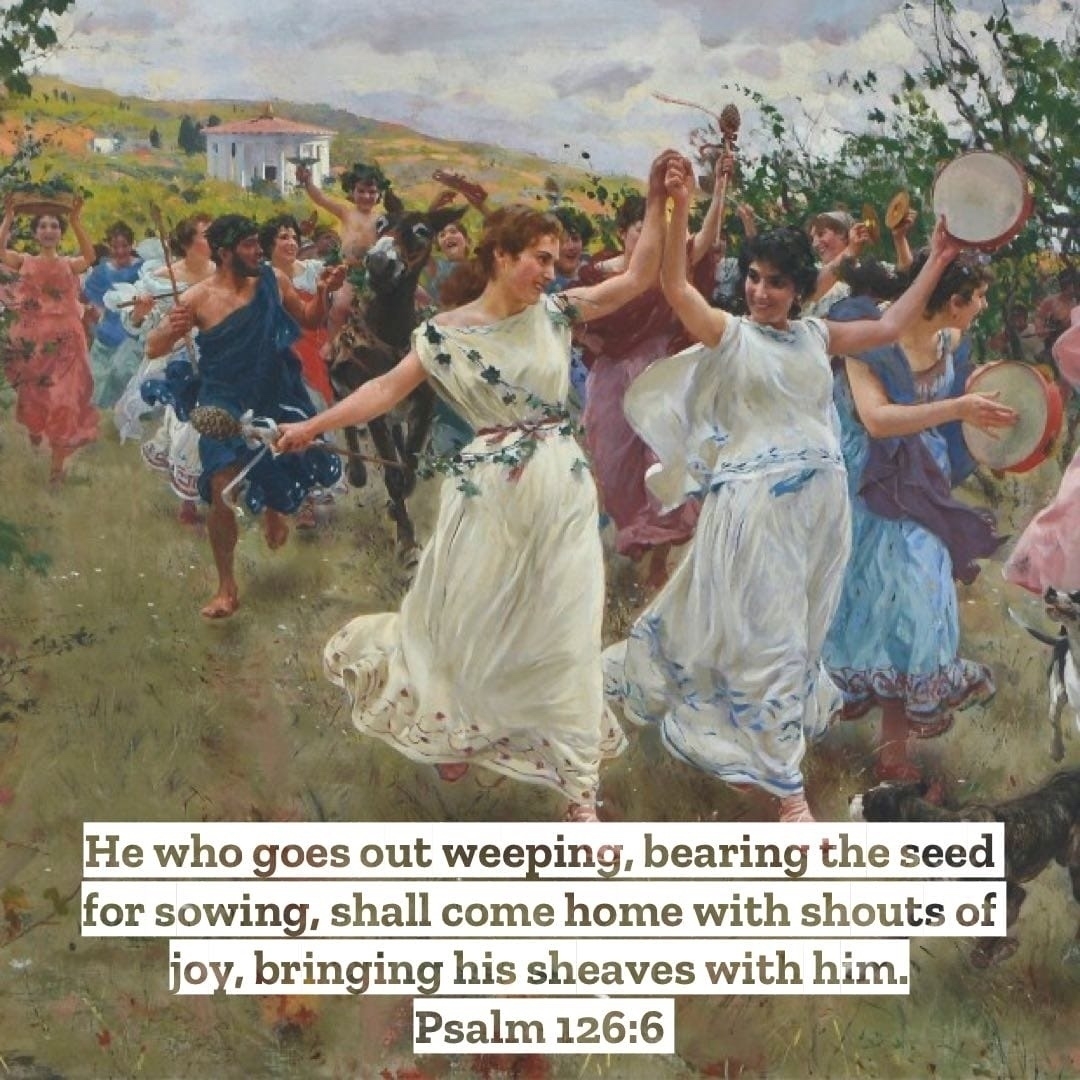 He who goes out weeping, bearing the seed
for sowing, shall come home with shouts of
joy, bringing his sheaves with him.
Psalm 126:6